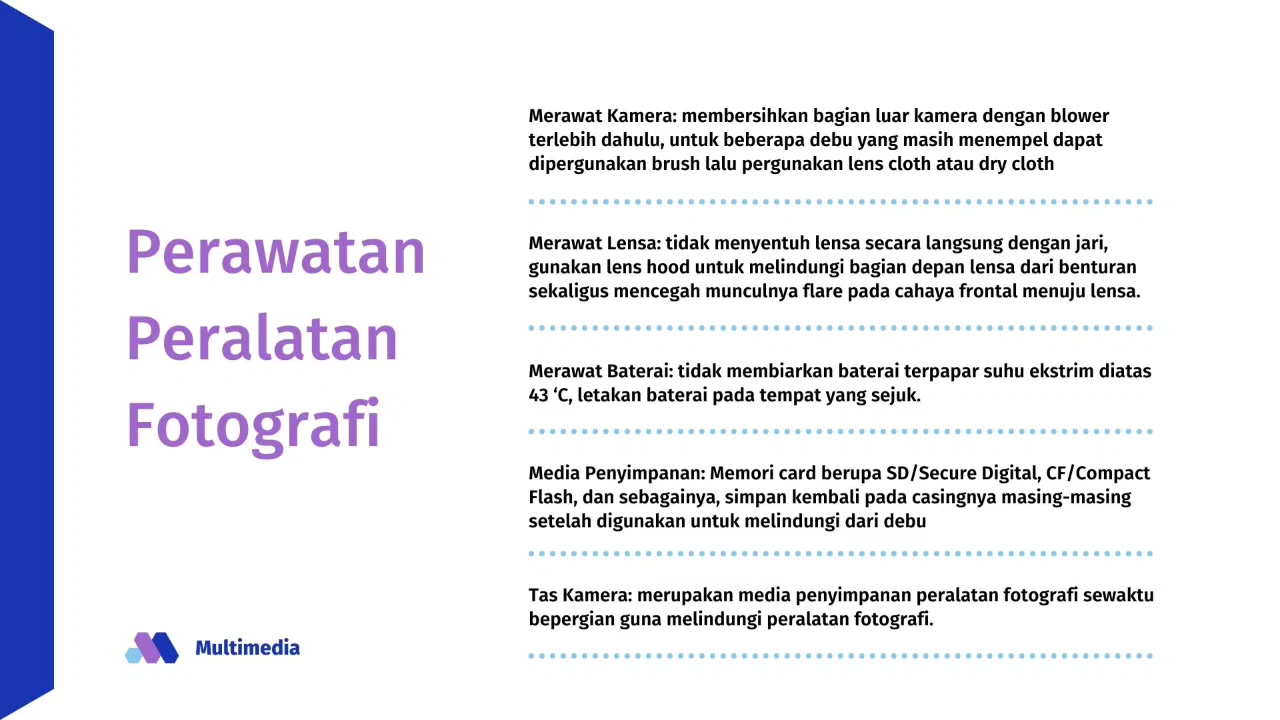 Perawatan
Peralatan
Fotografi
Merawat Kamera: membersihkan bagian luar kamera dengan blower
terlebih dahulu, untuk beberapa debu yang masih menempel dapat
dipergunakan brush lalu pergunakan lens cloth atau dry cloth
Merawat Lensa: tidak menyentuh lensa secara langsung dengan jari,
gunakan lens hood untuk melindungi bagian depan lensa dari benturan
sekaligus mencegah munculnya flare pada cahaya frontal menuju lensa.
Merawat Baterai: tidak membiarkan baterai terpapar suhu ekstrim diatas
43 ‘C, letakan baterai pada tempat yang sejuk.
Media Penyimpanan: Memori card berupa SD/Secure Digital, CF/Compact
Flash, dan sebagainya, simpan kembali pada casingnya masing-masing
setelah digunakan untuk melindungi dari debu
Tas Kamera: merupakan media penyimpanan peralatan fotografi sewaktu
bepergian guna melindungi peralatan fotografi.
Multimedia